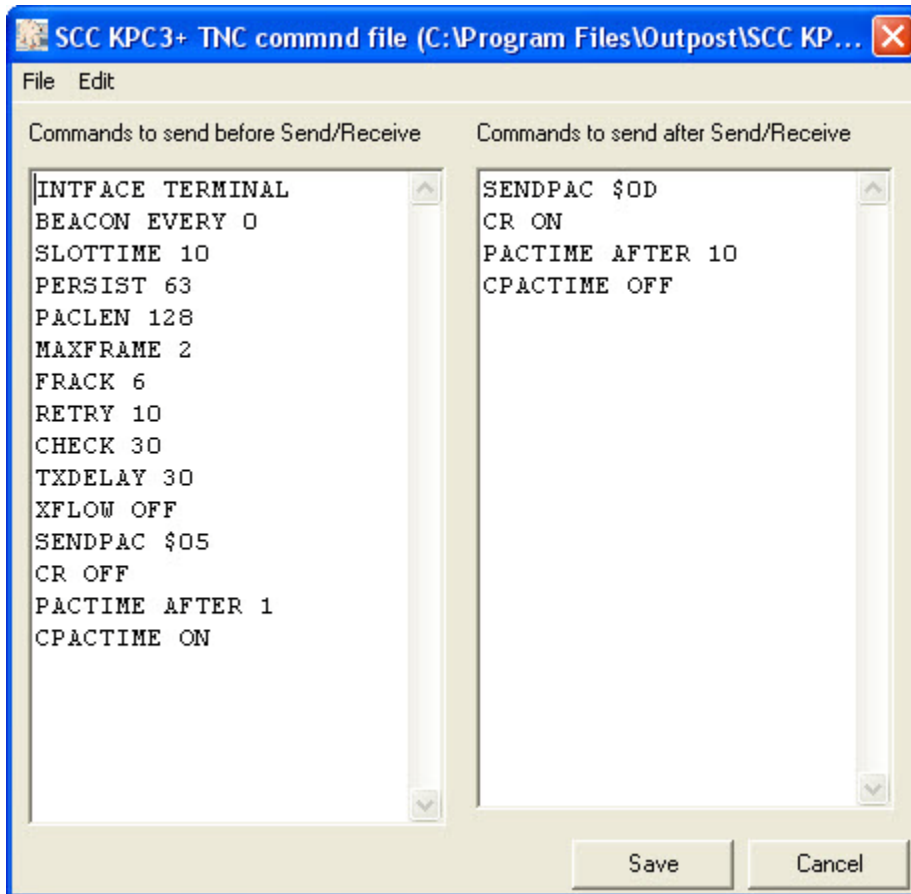 SCC KPC3+ TNC commnd file (C:\Program Files\Outpost\SCC KP...
File Edit
Commands to send before Send/Receive
INTFACE TERMINAL
BEACON EVERY 0
SLOTTIME 10
PERSIST 63
PACLEN 128
MAXFRAME 2
FRACK 6
RETRY 10
CHECK 30
TXDELAY 30
XFLOW OFF
SENDPAC $05
CR OFF
PACTIME AFTER 1
CPACTIME ON
Commands to send after Send/Receive
SENDPAC $0D
CR ON
PACTIME AFTER 10
CPACTIME OFF
Save Cancel